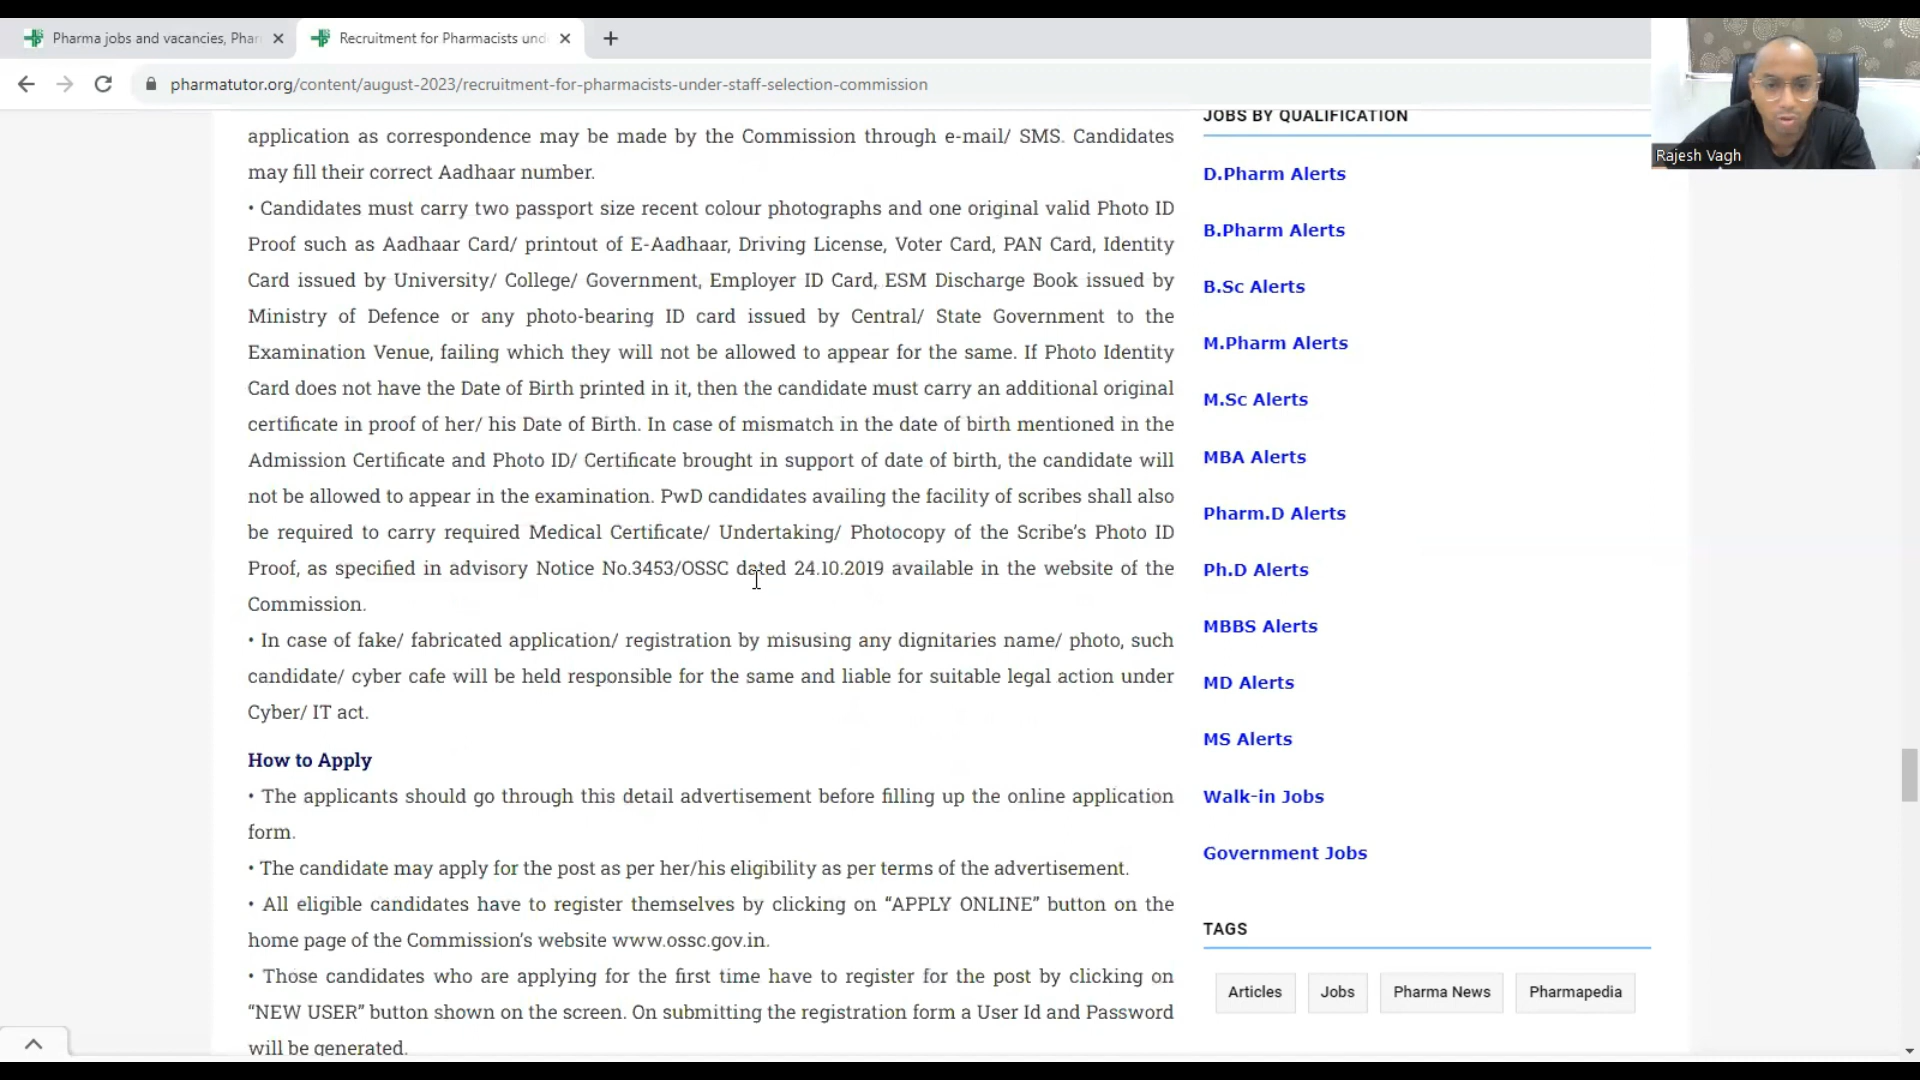 Pharma jobs and vacancies, Phar
Recruitment for Pharmacists und
pharmatutor.org/content/august-2023/recruitment-for-pharmacists-under-staff-selection-commission
Rajesh Vagh
application as correspondence may be made by the Commission through e-mail/ SMS. Candidates
may fill their correct Aadhaar number.
• Candidates must carry two passport size recent colour photographs and one original valid Photo ID
Proof such as Aadhaar Card/ printout of E-Aadhaar, Driving License, Voter Card, PAN Card, Identity
Card issued by University/ College/ Government, Employer ID Card, ESM Discharge Book issued by
Ministry of Defence or any photo-bearing ID card issued by Central/ State Government to the
Examination Venue, failing which they will not be allowed to appear for the same. If Photo Identity
Card does not have the Date of Birth printed in it, then the candidate must carry an additional original
certificate in proof of her/ his Date of Birth. In case of mismatch in the date of birth mentioned in the
Admission Certificate and Photo ID/ Certificate brought in support of date of birth, the candidate will
not be allowed to appear in the examination. PwD candidates availing the facility of scribes shall also
be required to carry required Medical Certificate/ Undertaking/ Photocopy of the Scribe's Photo ID
Proof, as specified in advisory Notice No.3453/OSSC dated 24.10.2019 available in the website of the
Commission.
• In case of fake/ fabricated application/ registration by misusing any dignitaries name/ photo, such
candidate/ cyber cafe will be held responsible for the same and liable for suitable legal action under
Cyber/ IT act.
How to Apply
• The applicants should go through this detail advertisement before filling up the online application
form.
• The candidate may apply for the post as per her/his eligibility as per terms of the advertisement.
• All eligible candidates have to register themselves by clicking on “APPLY ONLINE” button on the
home page of the Commission's website www.ossc.gov.in.
• Those candidates who are applying for the first time have to register for the post by clicking on
“NEW USER” button shown on the screen. On submitting the registration form a User Id and Password
will be generated.
JOBS BY QUALIFICATION
D.Pharm Alerts
B.Pharm Alerts
B.Sc Alerts
M.Pharm Alerts
M.Sc Alerts
MBA Alerts
Pharm.D Alerts
Ph.D Alerts
MBBS Alerts
MD Alerts
MS Alerts
Walk-in Jobs
Government Jobs
TAGS
Articles
Jobs
Pharma News
Pharmapedia